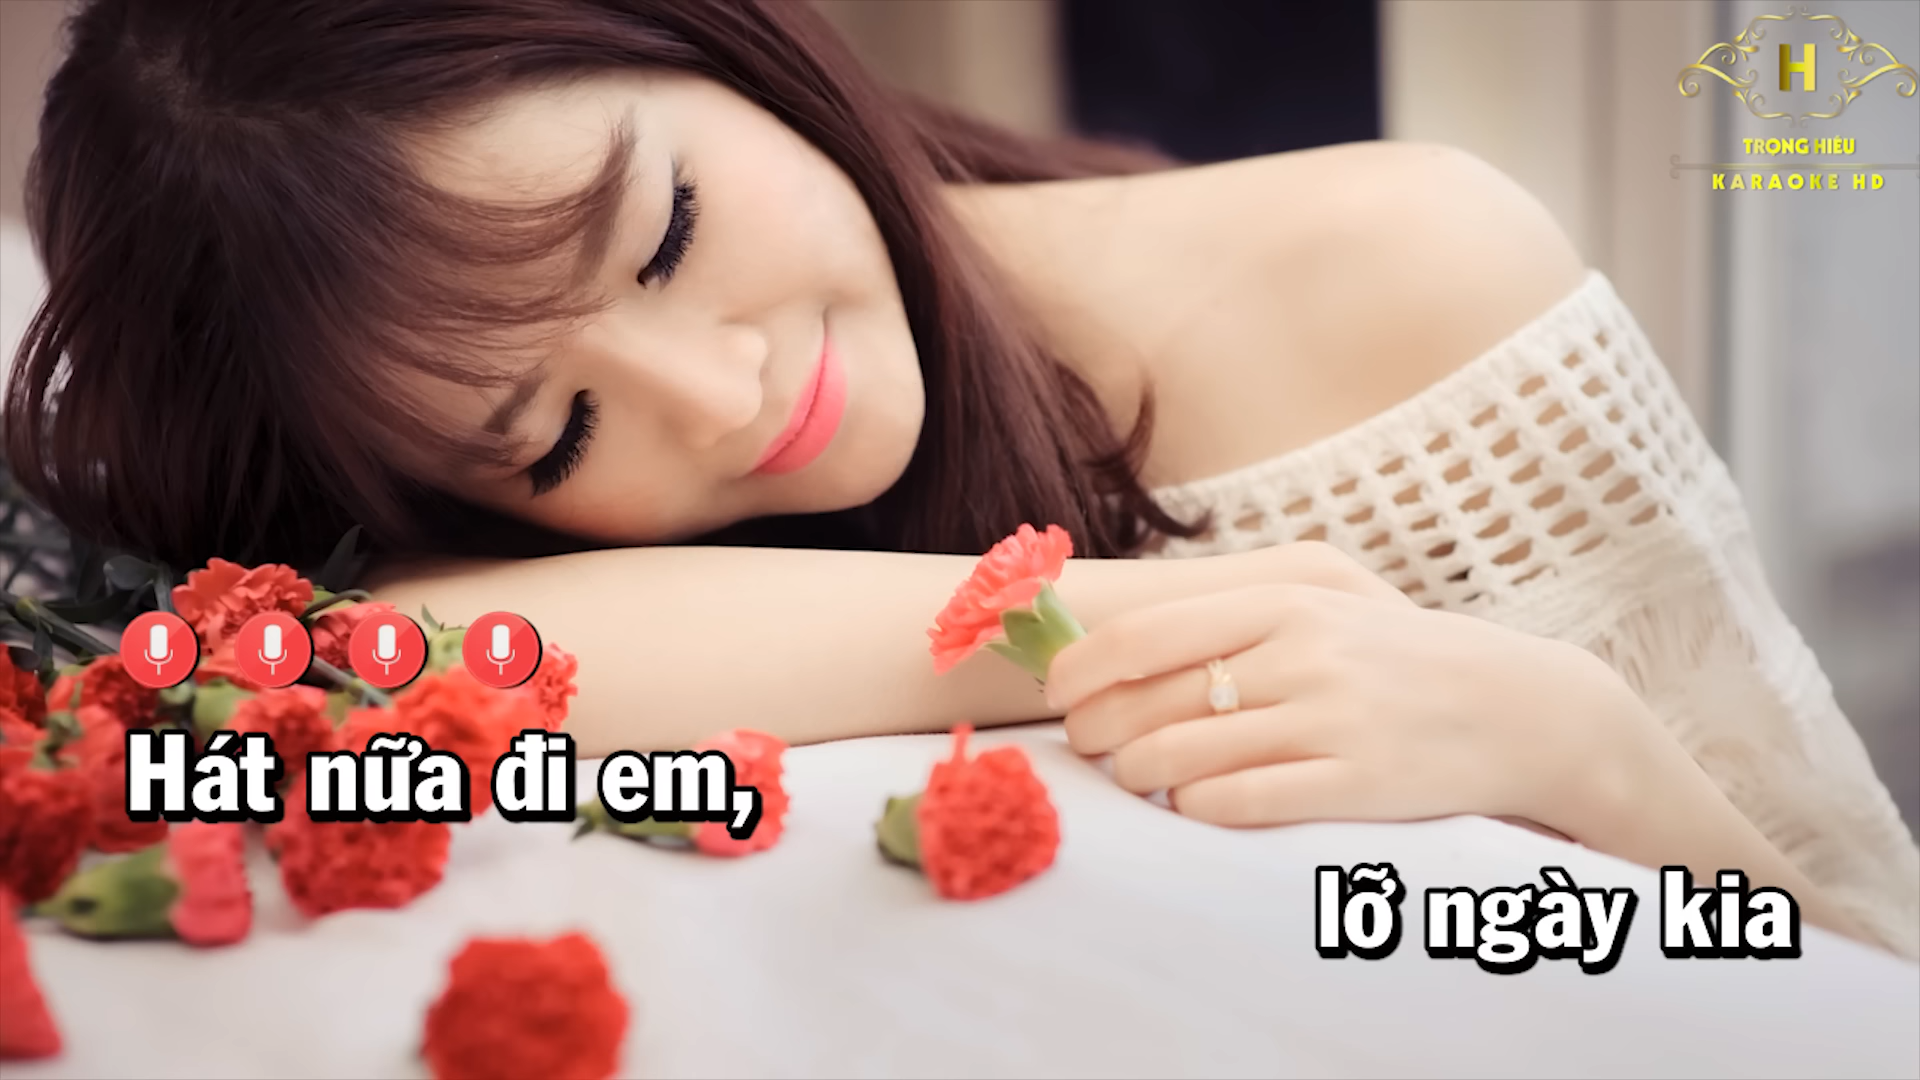 H
TRỌNG HIẾU
KARAOKE HD
Hát nữa đi em,
lỡ ngày kia